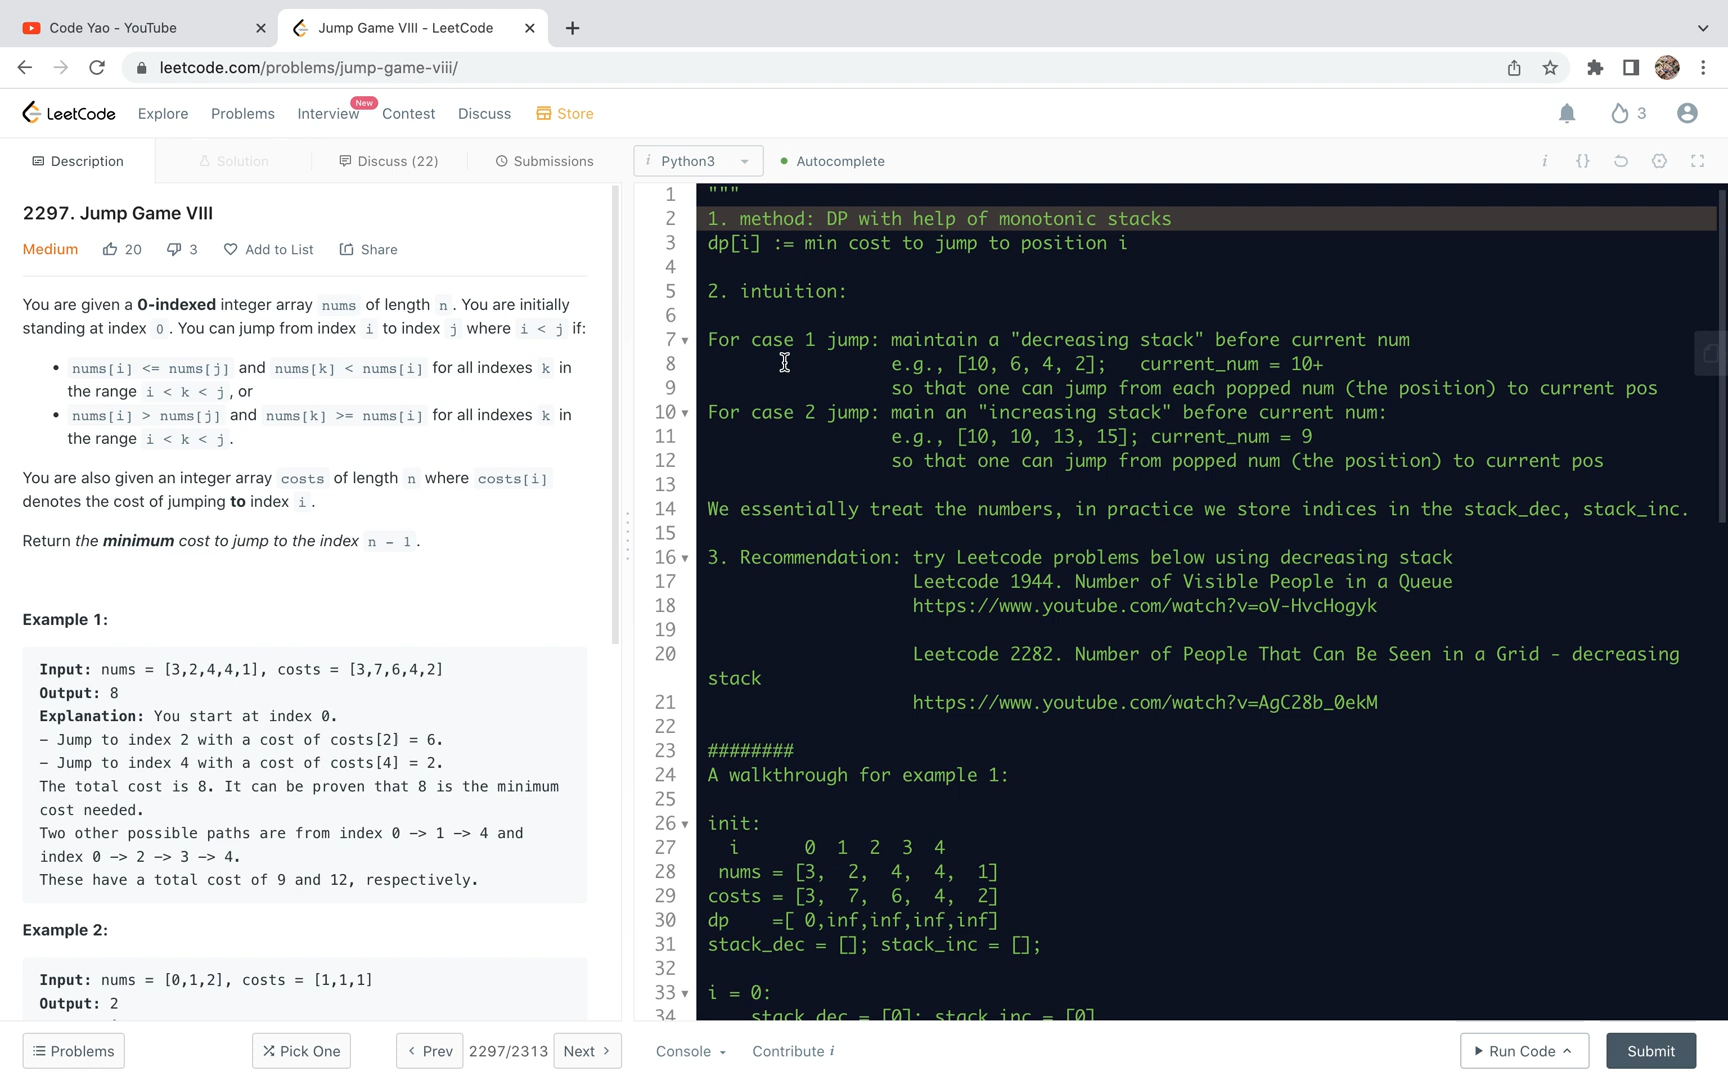 Code Yao - YouTube
Jump Game VIII - LeetCode
leetcode.com/problems/jump-game-viii/
LeetCode
Explore
Problems
Interview
New
Contest
Discuss
Store
3
Description
Solution
Discuss (22)
Submissions
i Python3
Autocomplete
i
{}
2297. Jump Game VIII
Medium
20
3
Add to List
Share
You are given a 0-indexed integer array nums of length n. You are initially
standing at index 0. You can jump from index i to index j where i < j if:
• nums[i] <= nums[j] and nums[k] < nums[i] for all indexes k in
the range i < k < j, or
• nums[i] > nums[j] and nums[k] >= nums[i] for all indexes k in
the range i < k < j.
You are also given an integer array costs of length n where costs[i]
denotes the cost of jumping to index i.
Return the minimum cost to jump to the index n - 1.
Example 1:
Input: nums = [3,2,4,4,1], costs = [3,7,6,4,2]
Output: 8
Explanation: You start at index 0.
- Jump to index 2 with a cost of costs[2] = 6.
- Jump to index 4 with a cost of costs[4] = 2.
The total cost is 8. It can be proven that 8 is the minimum
cost needed.
Two other possible paths are from index 0 -> 1 -> 4 and
index 0 -> 2 -> 3 -> 4.
These have a total cost of 9 and 12, respectively.
Example 2:
Input: nums = [0,1,2], costs = [1,1,1]
Output: 2
1 """
2 1. method: DP with help of monotonic stacks
3 dp[i] := min cost to jump to position i
4
5 2. intuition:
6
7 For case 1 jump: maintain a "decreasing stack" before current num
8 e.g., [10, 6, 4, 2]; current_num = 10+
9 so that one can jump from each popped num (the position) to current pos
10 For case 2 jump: main an "increasing stack" before current num:
11 e.g., [10, 10, 13, 15]; current_num = 9
12 so that one can jump from popped num (the position) to current pos
13
14 We essentially treat the numbers, in practice we store indices in the stack_dec, stack_inc.
15
16 3. Recommendation: try Leetcode problems below using decreasing stack
17 Leetcode 1944. Number of Visible People in a Queue
18 https://www.youtube.com/watch?v=oV-HvcHogyk
19
20 Leetcode 2282. Number of People That Can Be Seen in a Grid - decreasing
stack
21 https://www.youtube.com/watch?v=AgC28b_0ekM
22
23 ########
24 A walkthrough for example 1:
25
26 init:
27 i 0 1 2 3 4
28 nums = [3, 2, 4, 4, 1]
29 costs = [3, 7, 6, 4, 2]
30 dp =[ 0,inf,inf,inf,inf]
31 stack_dec = []; stack_inc = [];
32
33 i = 0:
34 stack_dec = [0]; stack_inc = [0]
Problems
Pick One
Prev
2297/2313
Next
Console
Contribute i
Run Code
Submit